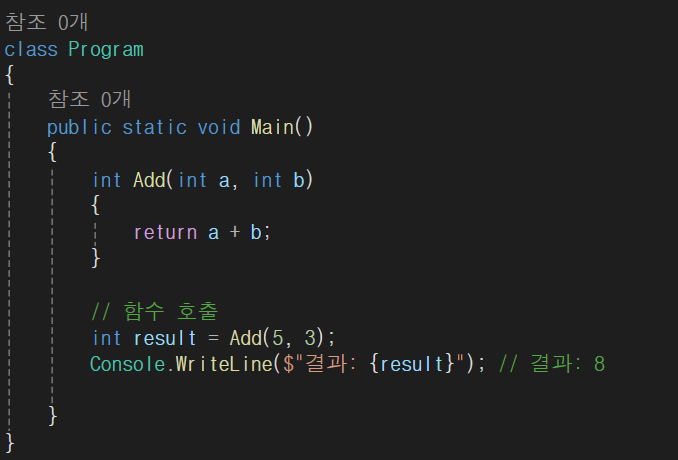 참조 0개
class Program
{
참조 0개
public static void Main()
{
int Add(int a, int b)
{
return a + b;
}
// 함수 호출
int result = Add(5, 3);
Console.WriteLine($"결과: {result}"); // 결과: 8
}
}